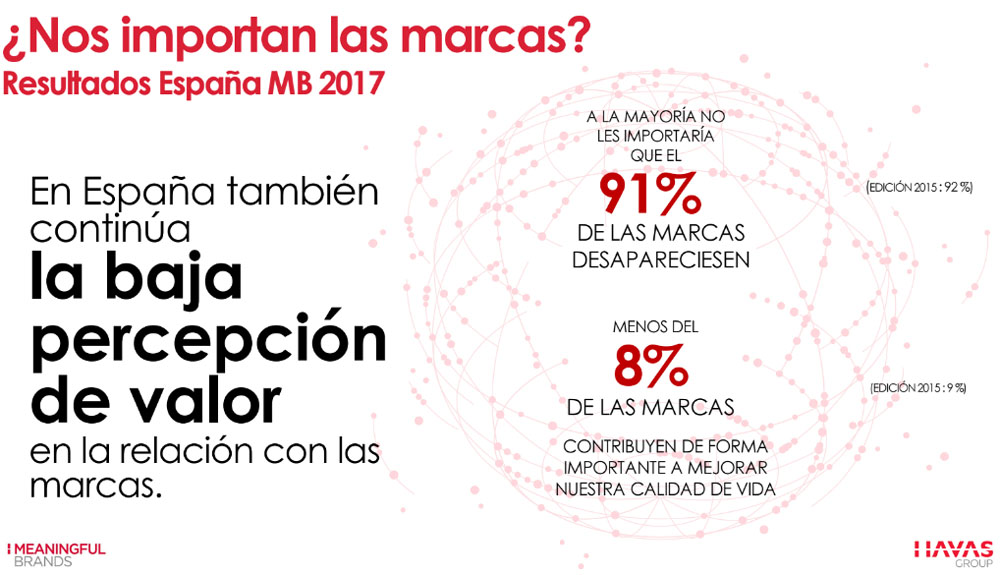 ¿Nos importan las marcas?
Resultados España MB 2017
En España también
continúa
la baja
percepción
de valor
en la relación con las
marcas.
A LA MAYORÍA NO
LES IMPORTARÍA
QUE EL
91%
DE LAS MARCAS
DESAPARECIESEN
(EDICIÓN 2015 : 92 %)
MENOS DEL
8%
DE LAS MARCAS
(EDICIÓN 2015 : 9 %)
CONTRIBUYEN DE FORMA
IMPORTANTE A MEJORAR
NUESTRA CALIDAD DE VIDA
MEANINGFUL
BRANDS
HAVAS
GROUP